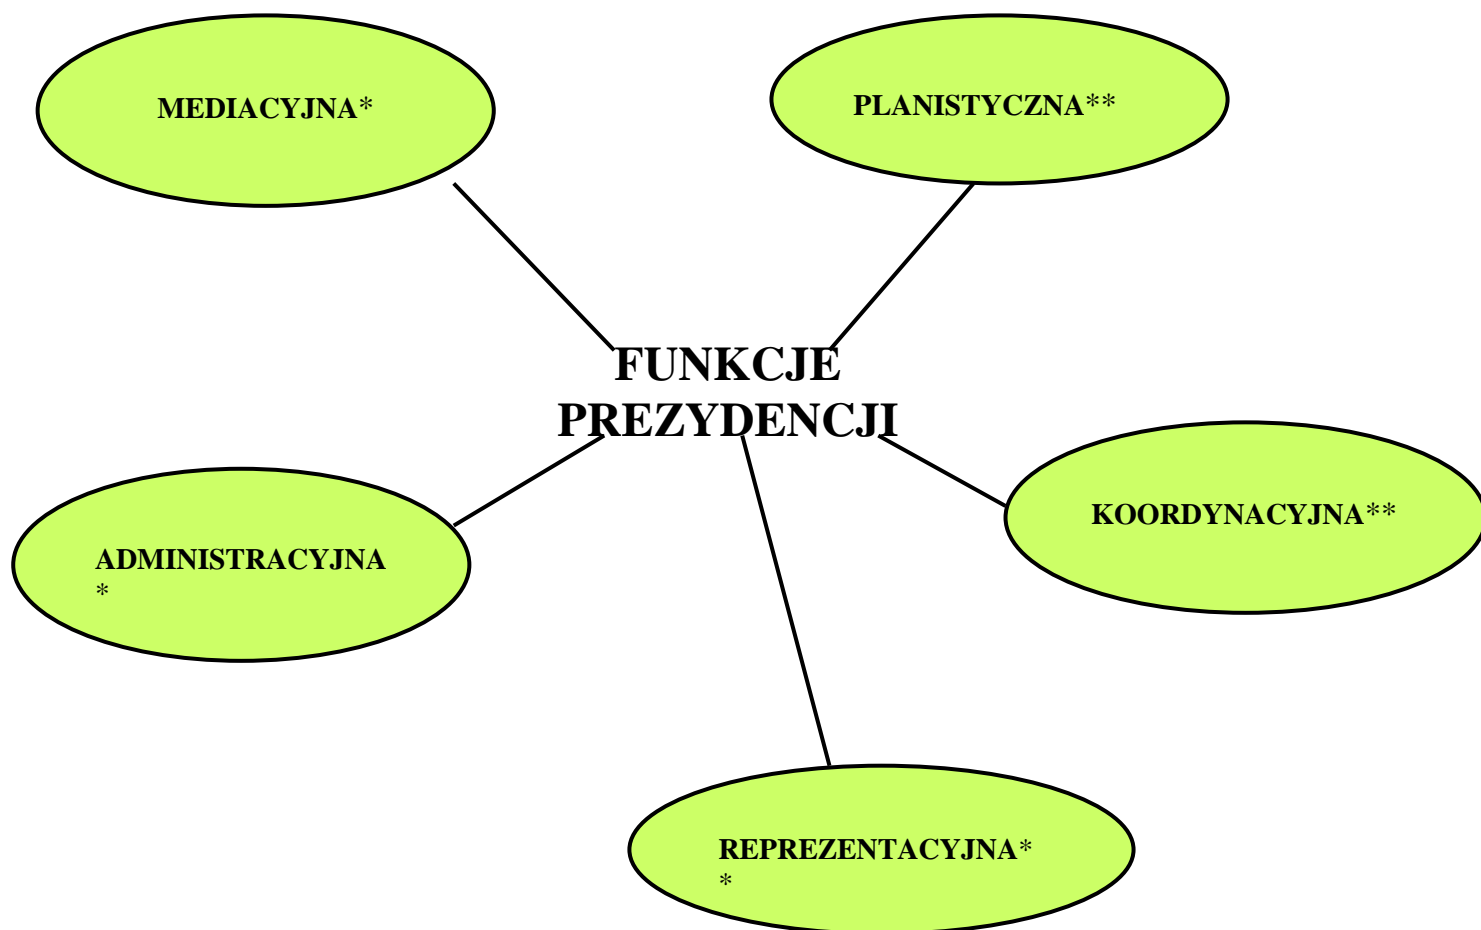 MEDIACYJNA*
PLANISTYCZNA**
FUNKCJE
PREZYDENCJI
KOORDYNACYJNA**
ADMINISTRACYJNA
*
REPREZENTACYJNA*
*